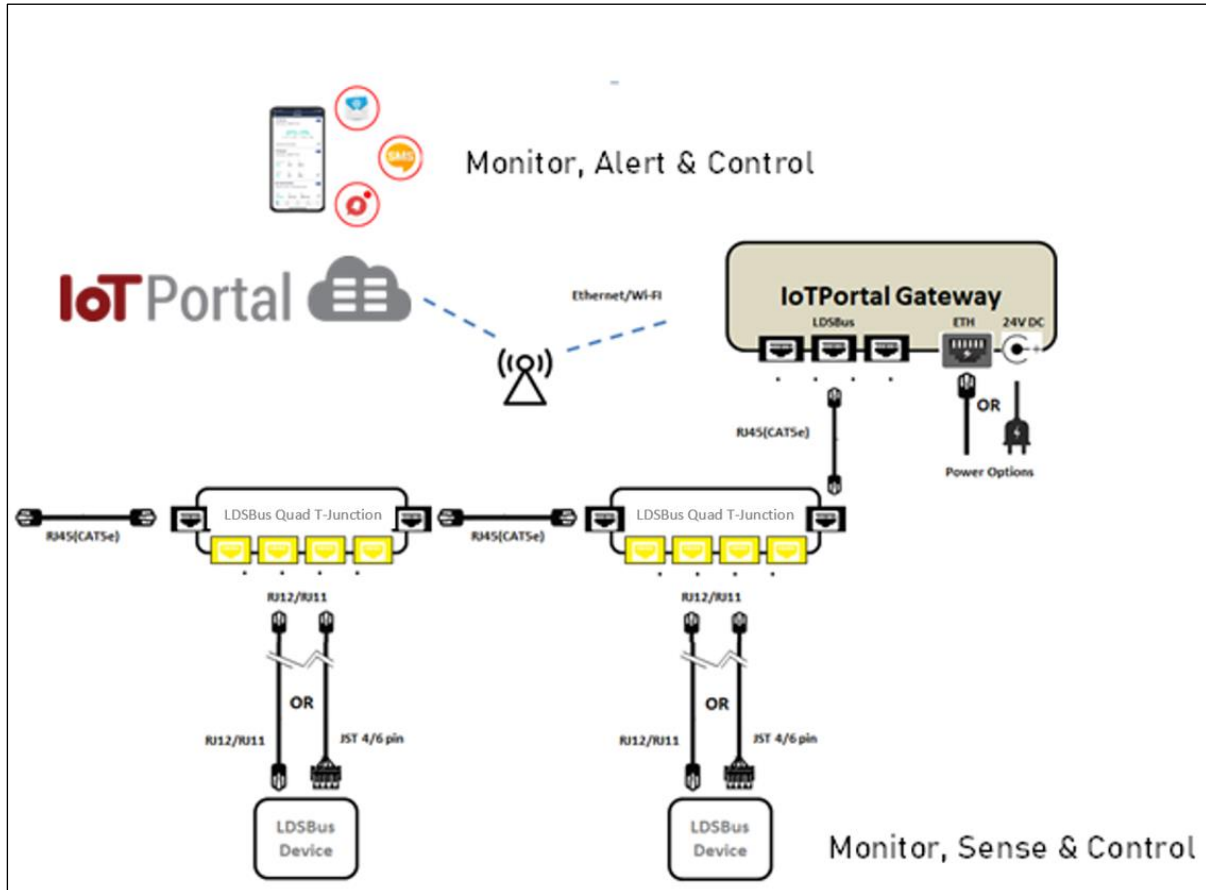 SMS
Monitor, Alert & Control
IoT Portal
Ethernet/Wi-Fi
IoTPortal Gateway
LDSBus
ETH
24V DC
RJ45(CAT5e)
OR
Power Options
LDSBus Quad T-Junction
LDSBus Quad T-Junction
RJ45(CAT5e)
RJ45(CAT5e)
RJ12/RJ11
RJ12/RJ11
OR
OR
RJ12/RJ11
JST 4/6 pin
RJ12/RJ11
JST 4/6 pin
LDSBus
Device
LDSBus
Device
Monitor, Sense & Control